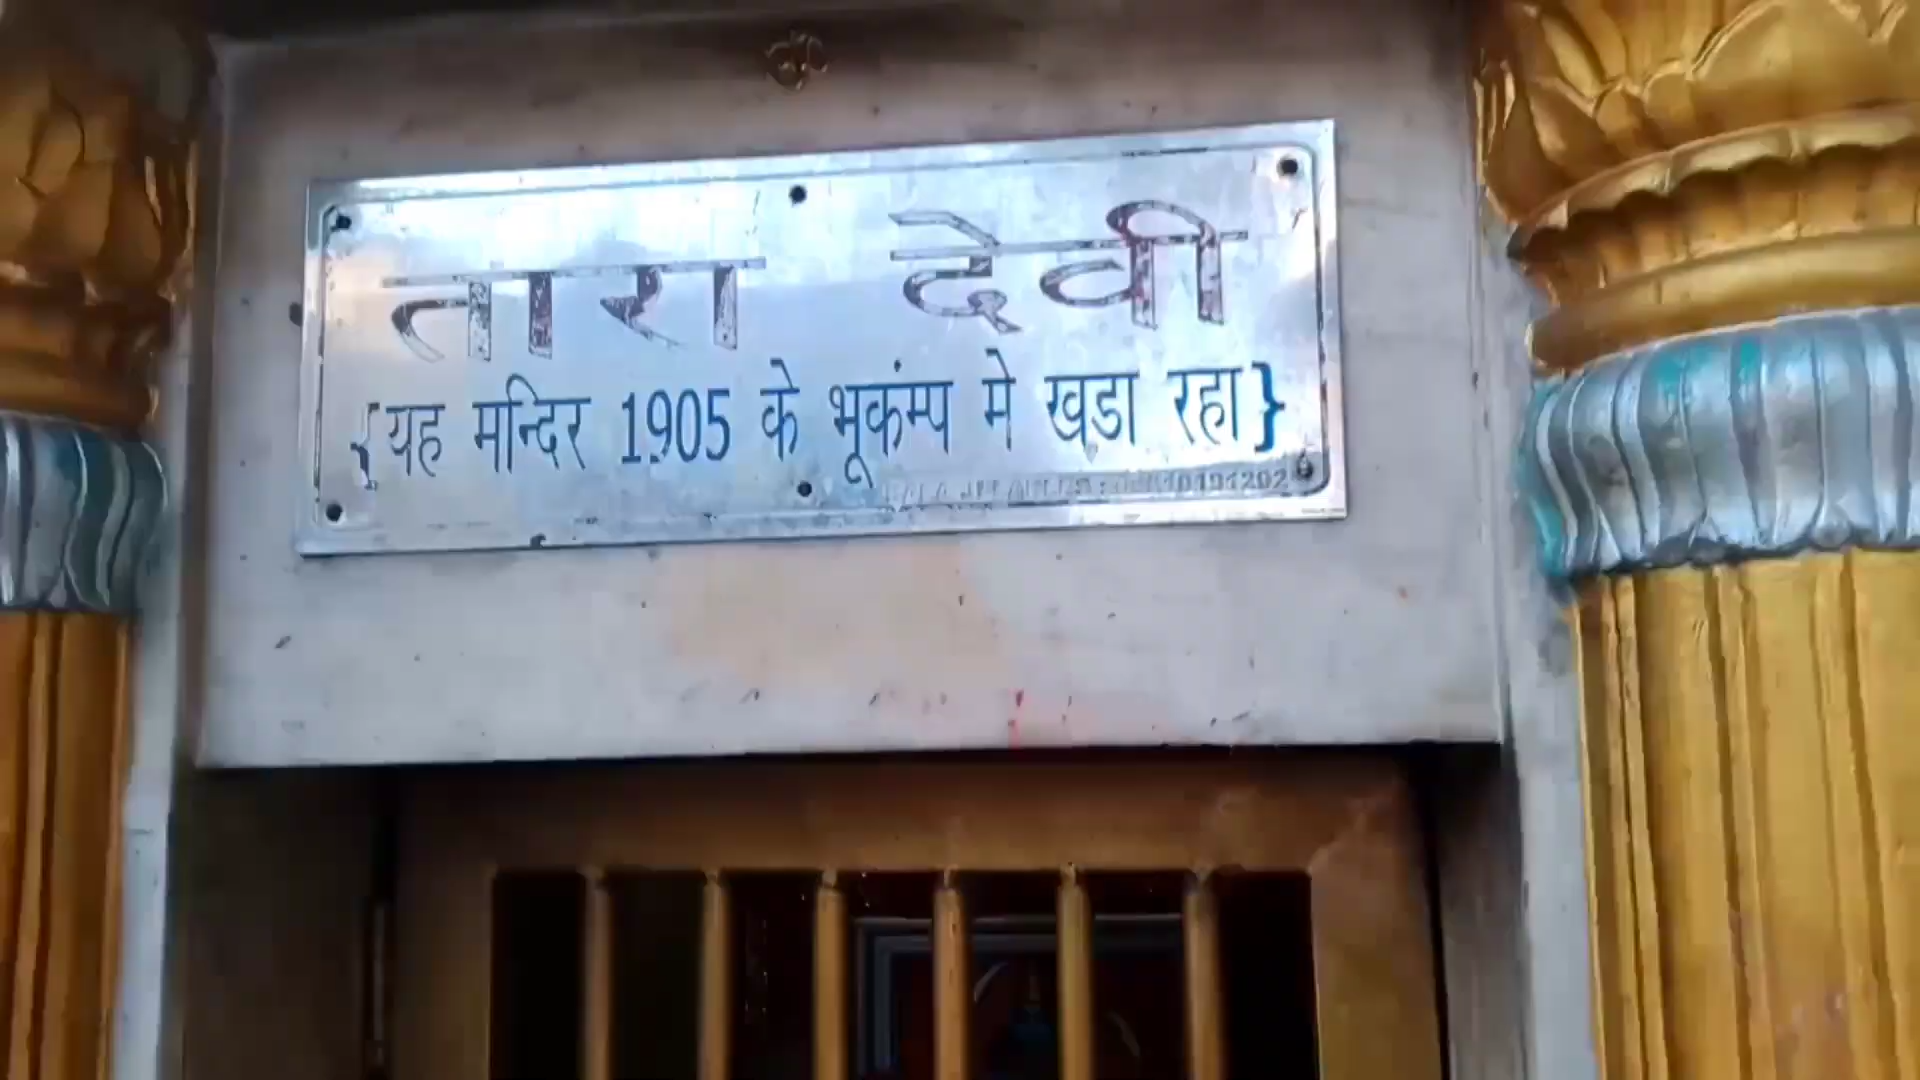 तारा देवी
{यह मन्दिर 1905 के भूकंम्प मे खडा रहा}